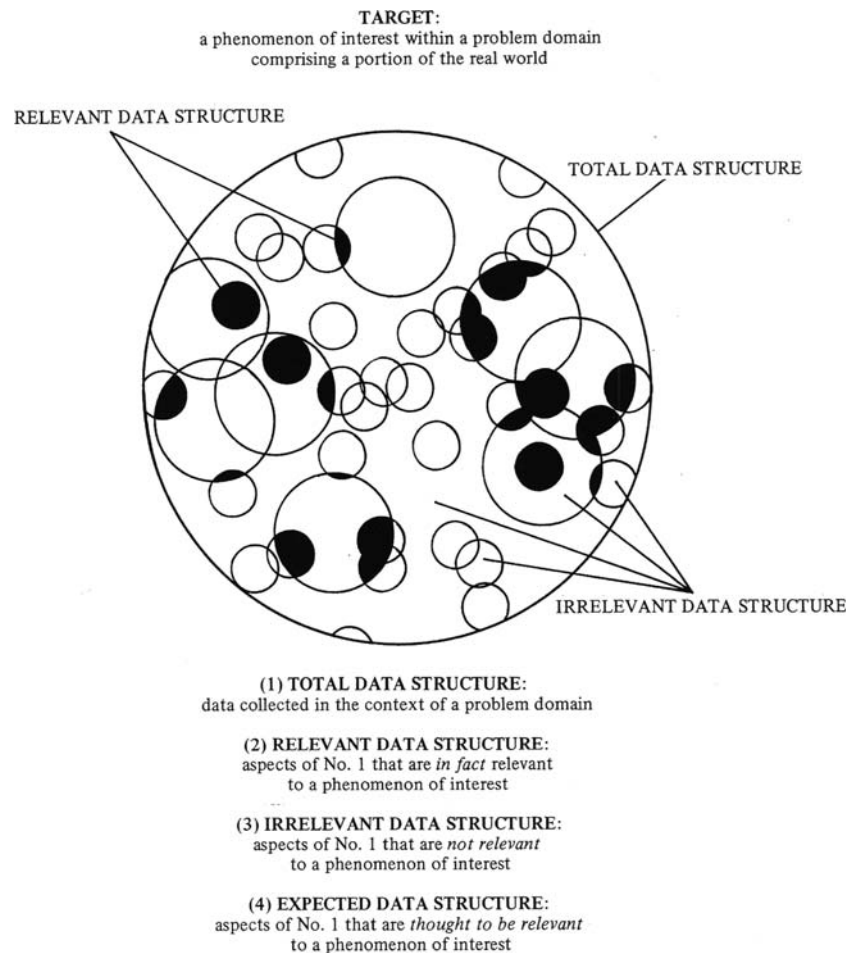 TARGET:
a phenomenon of interest within a problem domain
comprising a portion of the real world
RELEVANT DATA STRUCTURE
TOTAL DATA STRUCTURE
IRRELEVANT DATA STRUCTURE
(1) TOTAL DATA STRUCTURE:
data collected in the context of a problem domain
(2) RELEVANT DATA STRUCTURE:
aspects of No. 1 that are in fact relevant
to a phenomenon of interest
(3) IRRELEVANT DATA STRUCTURE:
aspects of No. 1 that are not relevant
to a phenomenon of interest
(4) EXPECTED DATA STRUCTURE:
aspects of No. 1 that are thought to be relevant
to a phenomenon of interest